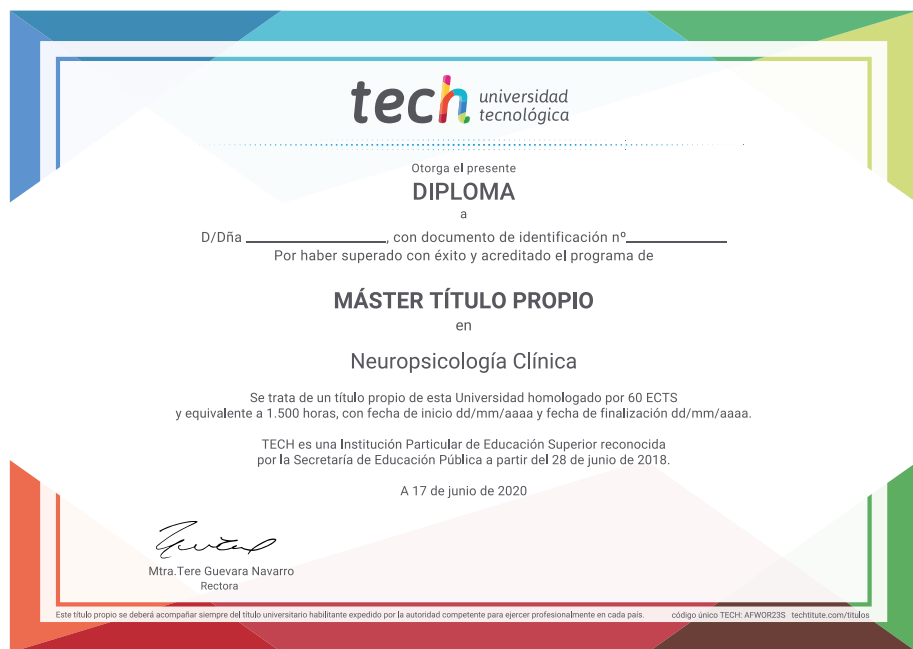 tech universidad
tecnológica
Otorga el presente
DIPLOMA
a
D/Dña ________________, con documento de identificación nº____________
Por haber superado con éxito y acreditado el programa de
MÁSTER TÍTULO PROPIO
en
Neuropsicología Clínica
Se trata de un título propio de esta Universidad homologado por 60 ECTS
y equivalente a 1.500 horas, con fecha de inicio dd/mm/aaaa y fecha de finalización dd/mm/aaaa.
TECH es una Institución Particular de Educación Superior reconocida
por la Secretaría de Educación Pública a partir del 28 de junio de 2018.
A 17 de junio de 2020
Mtra.Tere Guevara Navarro
Rectora
Este título propio se deberá acompañar siempre del título universitario habilitante expedido por la autoridad competente para ejercer profesionalmente en cada país. código único TECH: AFWOR23S techtitute.com/titulos